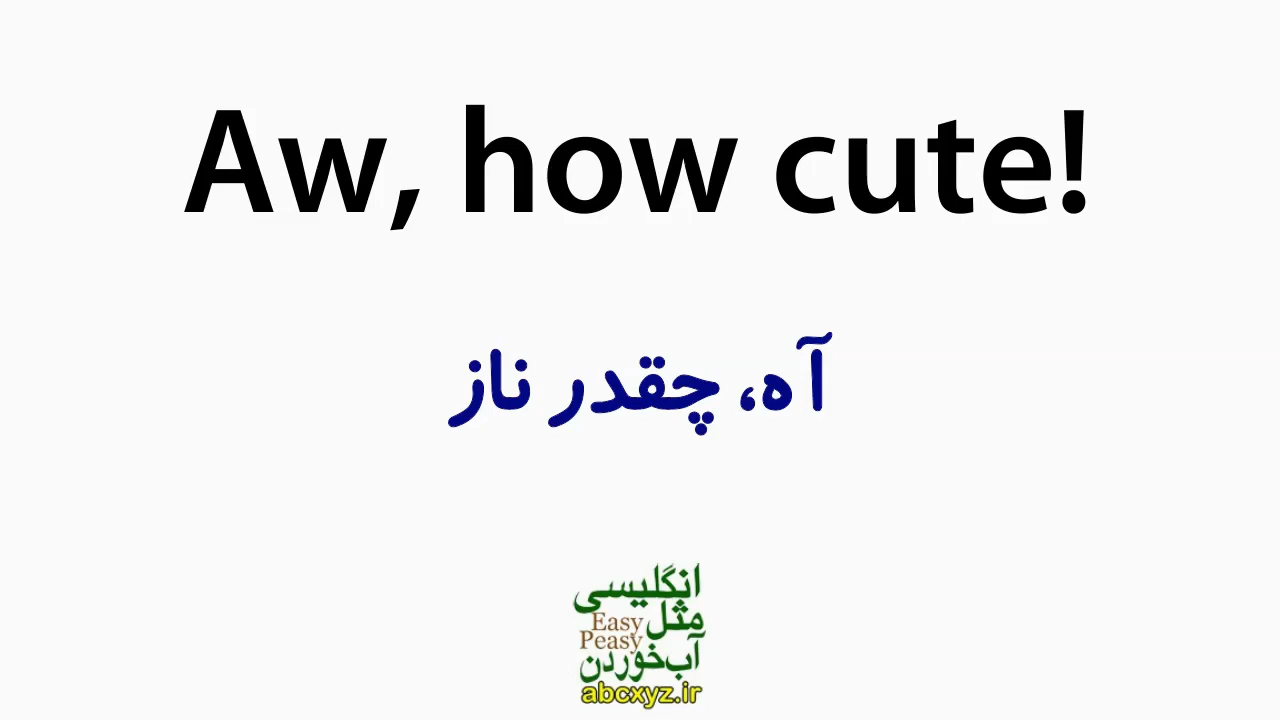 Aw, how cute!
آه، چقدر ناز
انگلیسی
مثل
Easy
Peasy
آب‌خوردن
abcxyz.ir